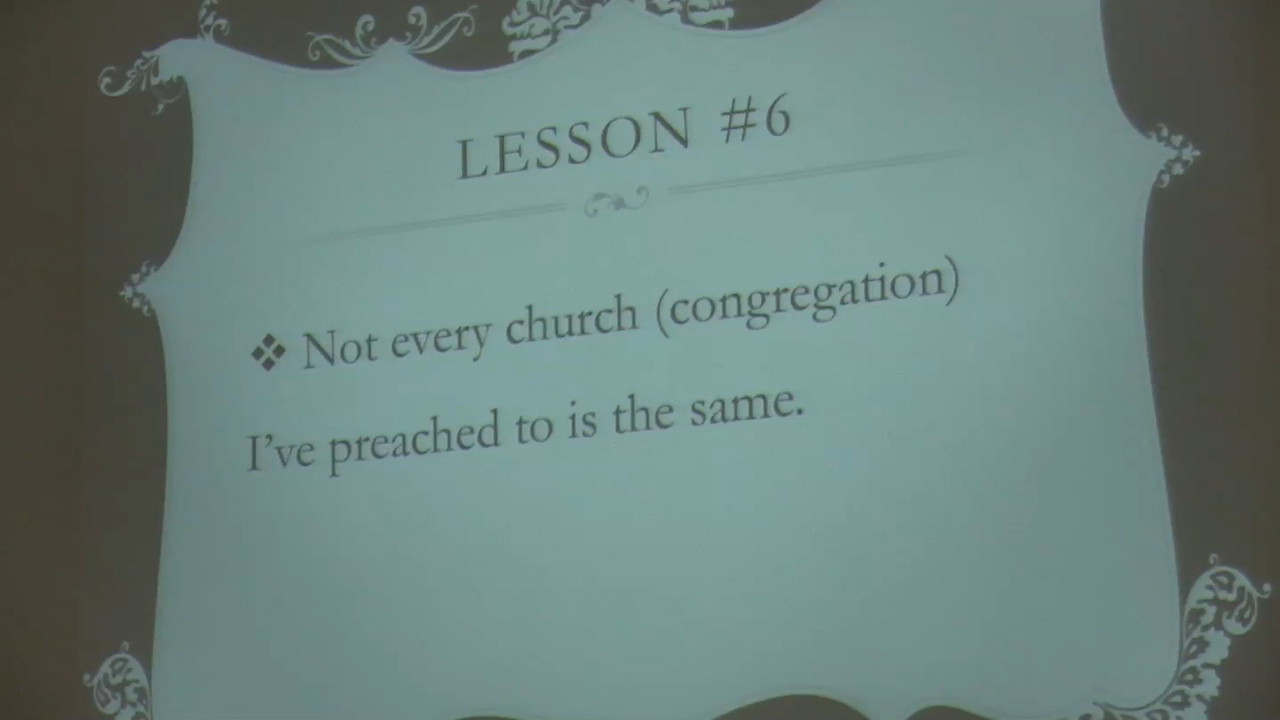 LESSON #6
❖ Not every church (congregation)
I've preached to is the same.